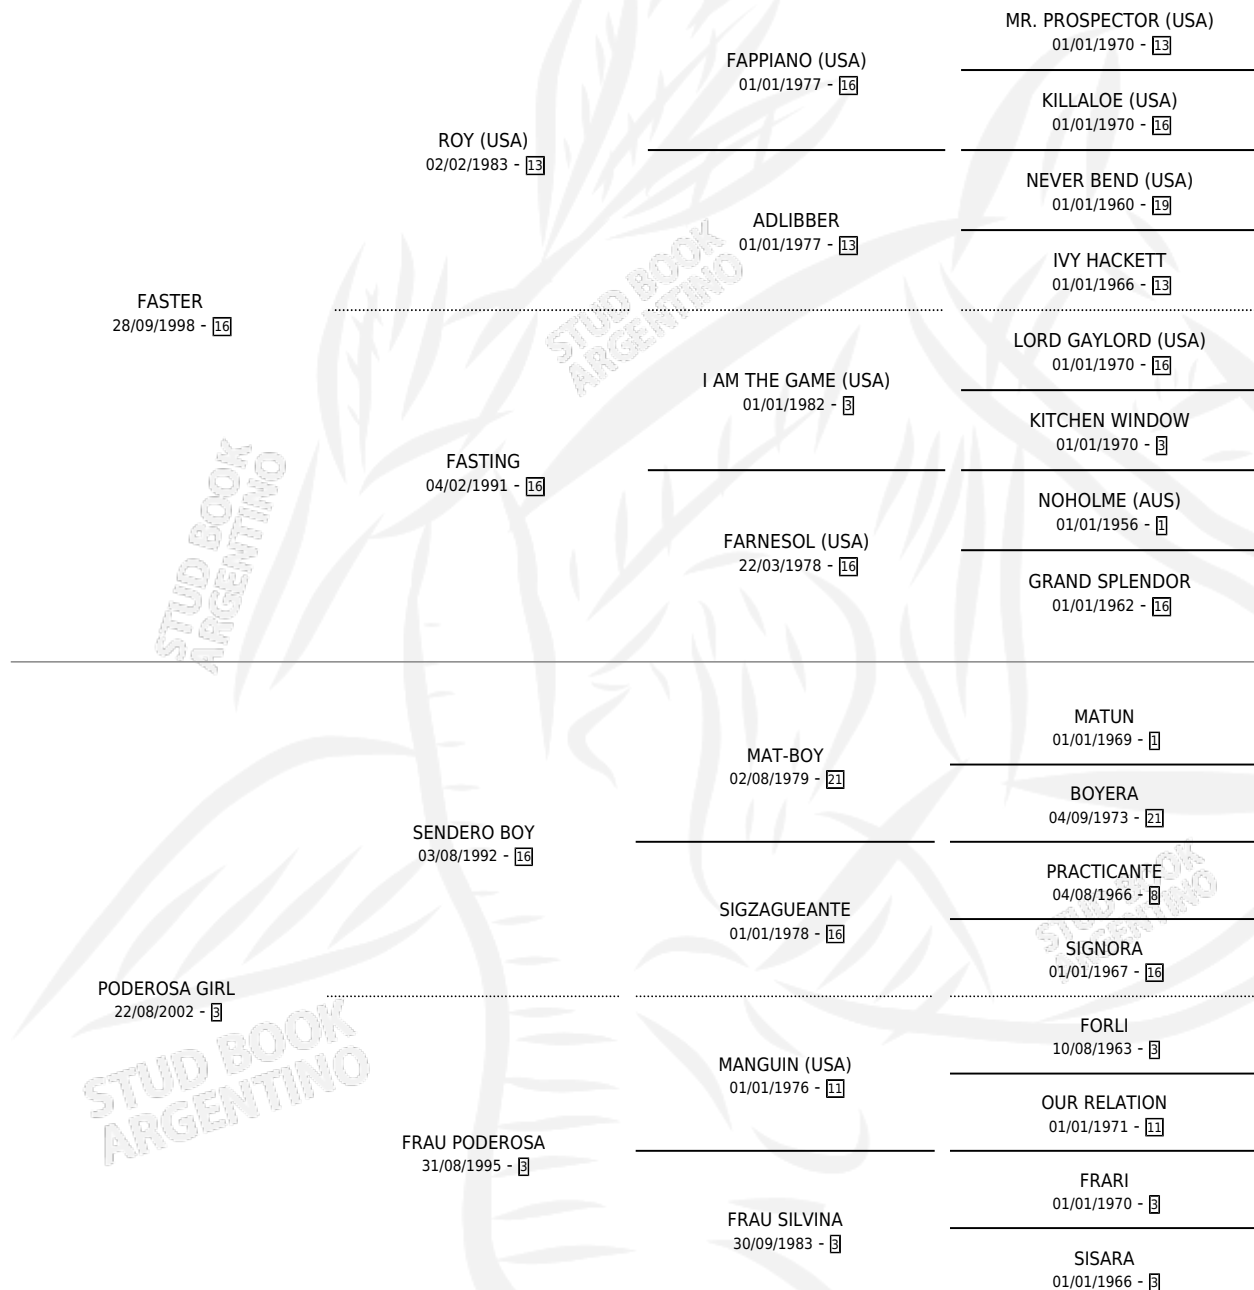 MR. PROSPECTOR (USA)
01/01/1970 - 13
FAPPIANO (USA)
01/01/1977 - 16
KILLALOE (USA)
01/01/1970 - 16
ROY (USA)
02/02/1983 - 13
NEVER BEND (USA)
01/01/1960 - 19
ADLIBBER
01/01/1977 - 13
IVY HACKETT
01/01/1966 - 13
FASTER
28/09/1998 - 16
LORD GAYLORD (USA)
01/01/1970 - 16
I AM THE GAME (USA)
01/01/1982 - 3
KITCHEN WINDOW
01/01/1970 - 3
FASTING
04/02/1991 - 16
NOHOLME (AUS)
01/01/1956 - 1
FARNESOL (USA)
22/03/1978 - 16
GRAND SPLENDOR
01/01/1962 - 16
MATUN
01/01/1969 - 1
MAT-BOY
02/08/1979 - 21
BOYERA
04/09/1973 - 21
SENDERO BOY
03/08/1992 - 16
PRACTICANTE
04/08/1966 - 8
SIGZAGUEANTE
01/01/1978 - 16
SIGNORA
01/01/1967 - 16
PODEROSA GIRL
22/08/2002 - 3
FORLI
10/08/1963 - 3
MANGUIN (USA)
01/01/1976 - 11
OUR RELATION
01/01/1971 - 11
FRAU PODEROSA
31/08/1995 - 3
FRARI
01/01/1970 - 3
FRAU SILVINA
30/09/1983 - 3
SISARA
01/01/1966 - 3
STUD BOOK
ARGENTINO
STUD BOOK
ARGENTINO
STUD BOOK
ARGENTINO
STUD BOOK
ARGENTINO